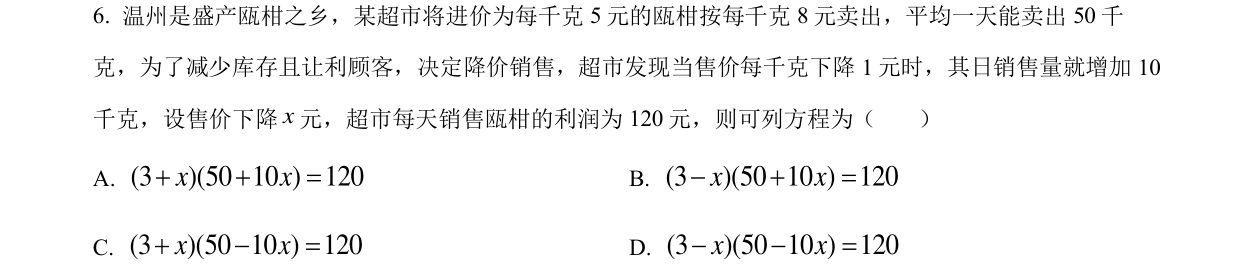 6. 温州是盛产瓯柑之乡，某超市将进价为每千克 5 元的瓯柑按每千克 8 元卖出，平均一天能卖出 50 千
克，为了减少库存且让利顾客，决定降价销售，超市发现当售价每千克下降 1 元时，其日销售量就增加 10
千克，设售价下降 x 元，超市每天销售瓯柑的利润为 120 元，则可列方程为（　　）
A. (3+x)(50+10x)=120 B. (3−x)(50+10x)=120
C. (3+x)(50−10x)=120 D. (3−x)(50−10x)=120